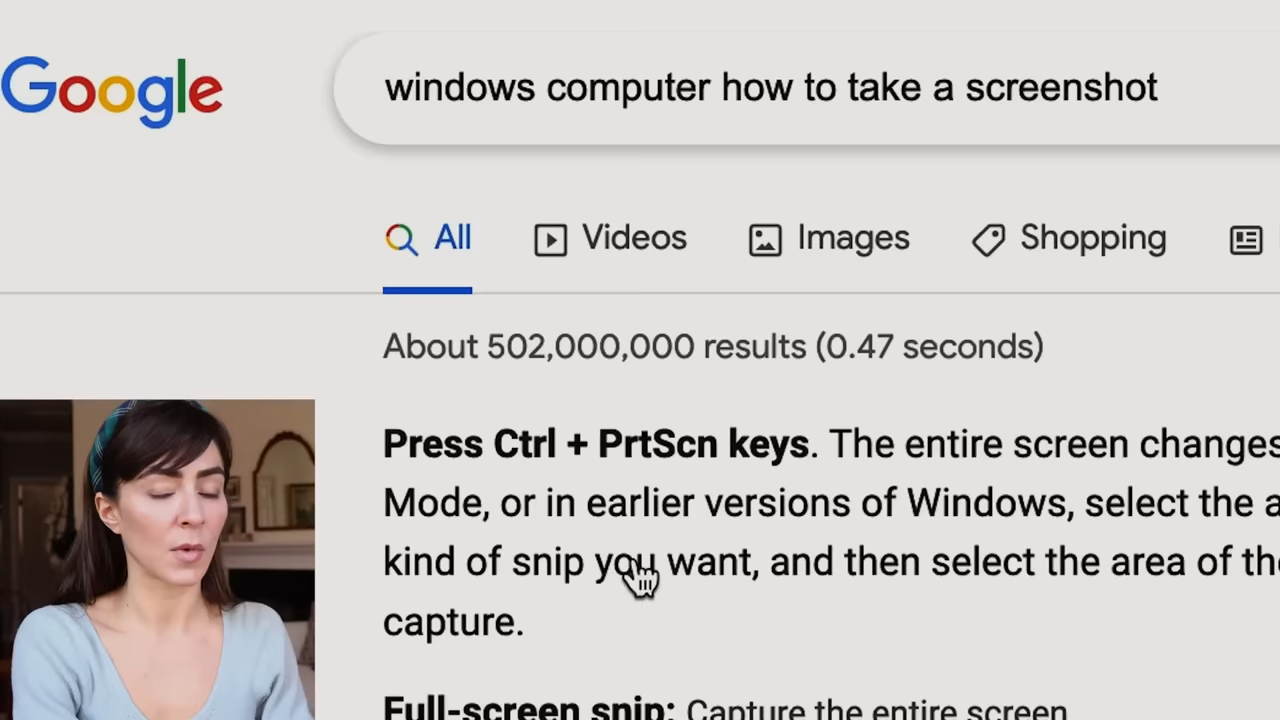 Google
windows computer how to take a screenshot
All Videos Images Shopping
About 502,000,000 results (0.47 seconds)
Press Ctrl + PrtScn keys. The entire screen changes
Mode, or in earlier versions of Windows, select the a
kind of snip you want, and then select the area of the
capture.
Full-screen snip: Capture the entire screen